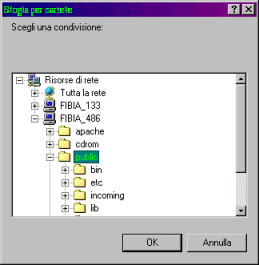 Sfoglia per cartelle
Scegli una condivisione:
Risorse di rete
Tutta la rete
FIBIA_133
FIBIA_486
apache
cdrom
public
bin
etc
incoming
lib
OK
Annulla